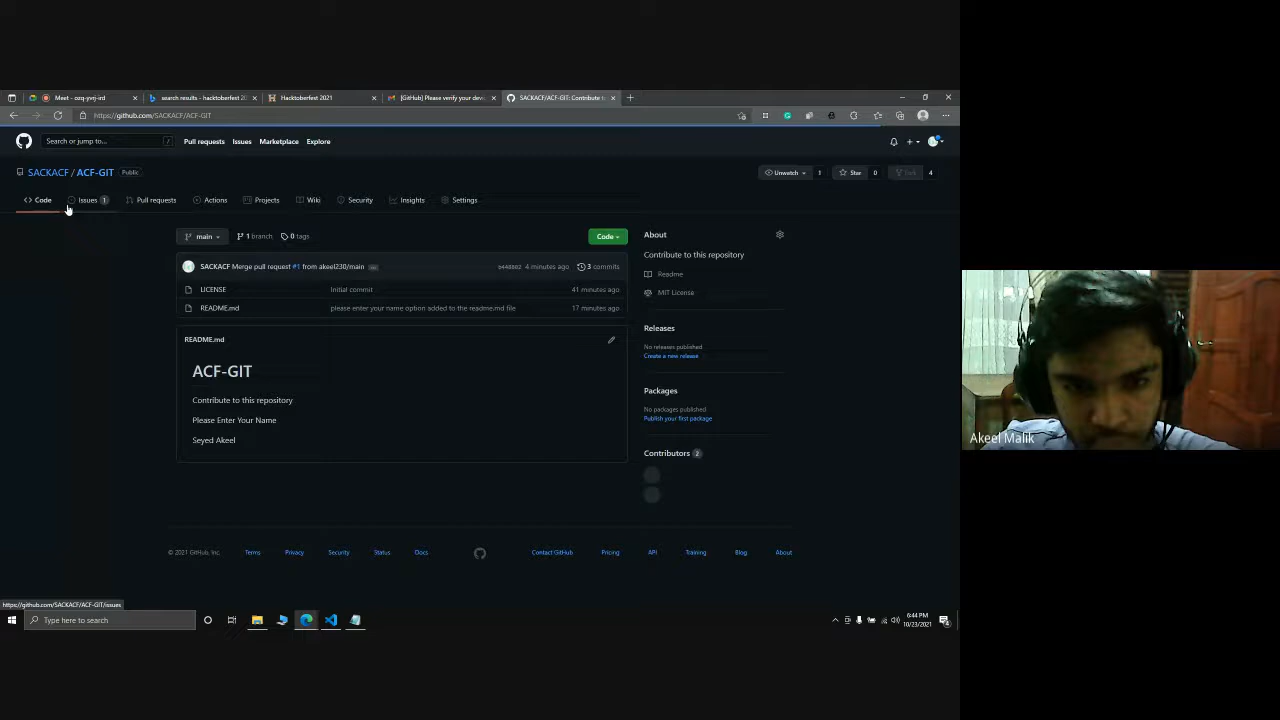 Meet - ozq-yvrj-ird
search results - hacktoberfest 20
Hacktoberfest 2021
[GitHub] Please verify your devi
SACKACF/ACF-GIT: Contribute to
https://github.com/SACKACF/ACF-GIT
Search or jump to...
/
Pull requests
Issues
Marketplace
Explore
SACKACF / ACF-GIT
Public
Unwatch
1
Star
0
Fork
4
<> Code
Issues 1
Pull requests
Actions
Projects
Wiki
Security
Insights
Settings
main
1 branch
0 tags
Code
About
Contribute to this repository
Readme
MIT License
SACKACF Merge pull request #1 from akeel230/main
4 minutes ago
3 commits
LICENSE
Initial commit
41 minutes ago
README.md
please enter your name option added to the readme.md file
17 minutes ago
Releases
No releases published
Create a new release
README.md
ACF-GIT
Contribute to this repository
Please Enter Your Name
Seyed Akeel
Packages
No packages published
Publish your first package
Contributors 2
© 2021 GitHub, Inc.
Terms
Privacy
Security
Status
Docs
Contact GitHub
Pricing
API
Training
Blog
About
https://github.com/SACKACF/ACF-GIT/issues
Type here to search
6:44 PM
10/23/2021
Akeel Malik